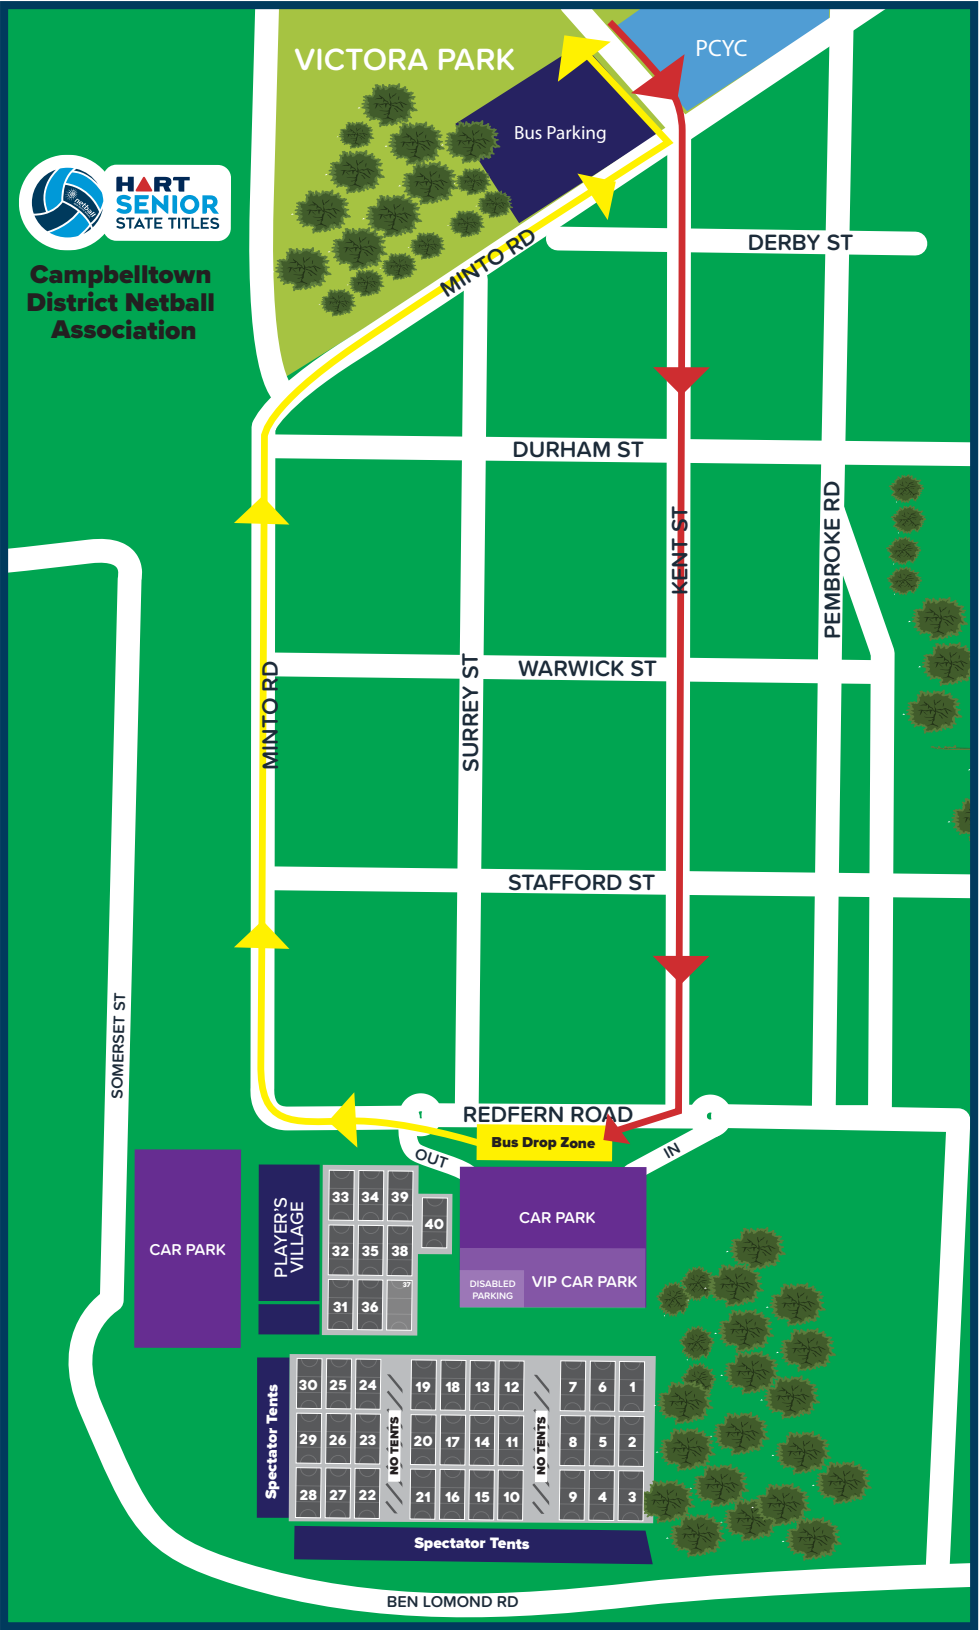 VICTORA PARK
PCYC
Bus Parking
netball
HART
SENIOR
STATE TITLES
Campbelltown
District Netball
Association
DERBY ST
MINTO RD
DURHAM ST
KENT ST
PEMBROKE RD
WARWICK ST
SURREY ST
MINTO RD
STAFFORD ST
SOMERSET ST
REDFERN ROAD
Bus Drop Zone
OUT
IN
CAR PARK
PLAYER'S
VILLAGE
33 34 39
40
32 35 38
37
31 36
CAR PARK
DISABLED
PARKING
VIP CAR PARK
Spectator Tents
30 25 24
19 18 13 12
7 6 1
29 26 23
NO TENTS
20 17 14 11
NO TENTS
8 5 2
28 27 22
21 16 15 10
9 4 3
Spectator Tents
BEN LOMOND RD